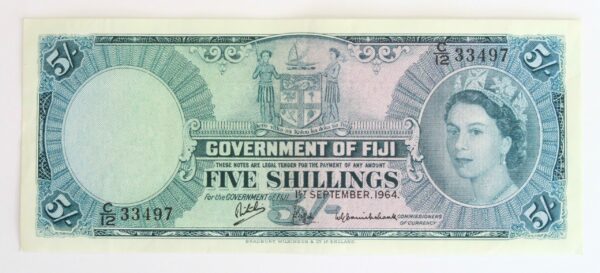 5/-
C/12 33497
GOVERNMENT OF FIJI
THESE NOTES ARE LEGAL TENDER FOR THE PAYMENT OF ANY AMOUNT
FIVE SHILLINGS
1ST SEPTEMBER, 1964.
For the GOVERNMENT OF FIJI
COMMISSIONERS
OF CURRENCY
5/-
C/12 33497
5/-
5/-
BRADBURY, WILKINSON & Cº Lº ENGLAND.